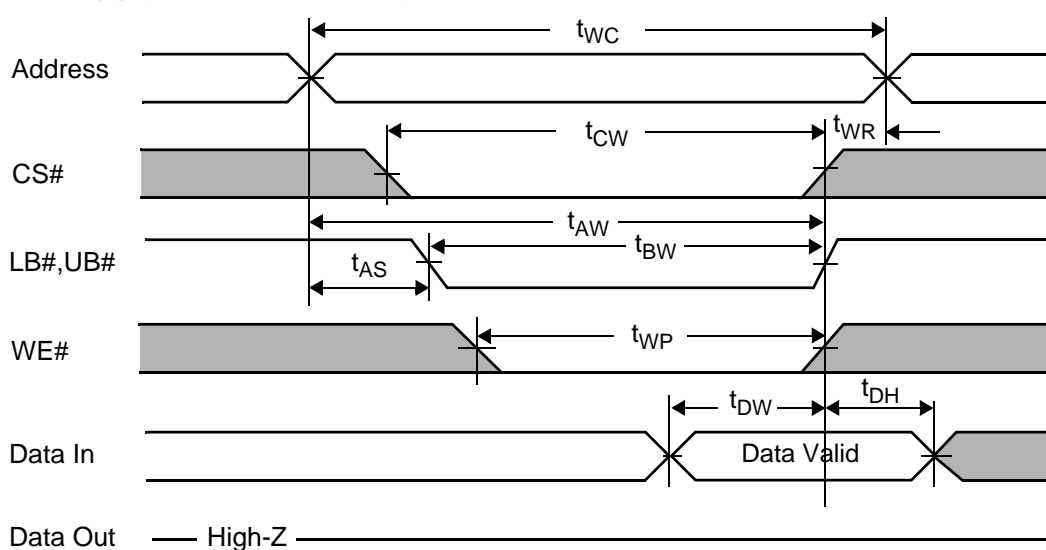 tWC
Address
tCW
tWR
CS#
tAW
tBW
LB#,UB#
tAS
tWP
WE#
tDW
tDH
Data In
Data Valid
Data Out
High-Z